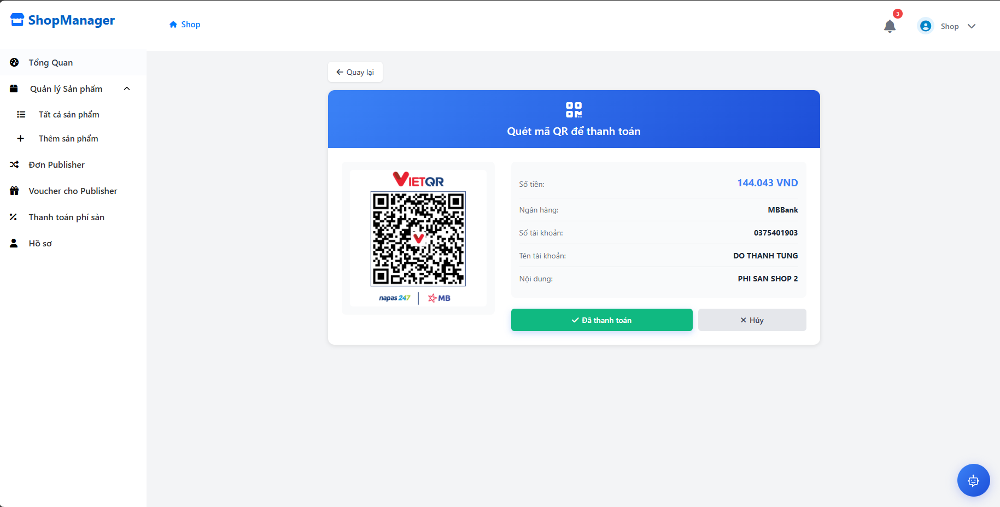 ShopManager
Shop
3
Shop
Tổng Quan
Quản lý Sản phẩm
Tất cả sản phẩm
Thêm sản phẩm
Đơn Publisher
Voucher cho Publisher
Thanh toán phí sàn
Hồ sơ
Quay lại
Quét mã QR để thanh toán
VIETQR
napas 247
MB
Số tiền:
144.043 VND
Ngân hàng:
MBBank
Số tài khoản:
0375401903
Tên tài khoản:
DO THANH TUNG
Nội dung:
PHI SAN SHOP 2
Đã thanh toán
Hủy